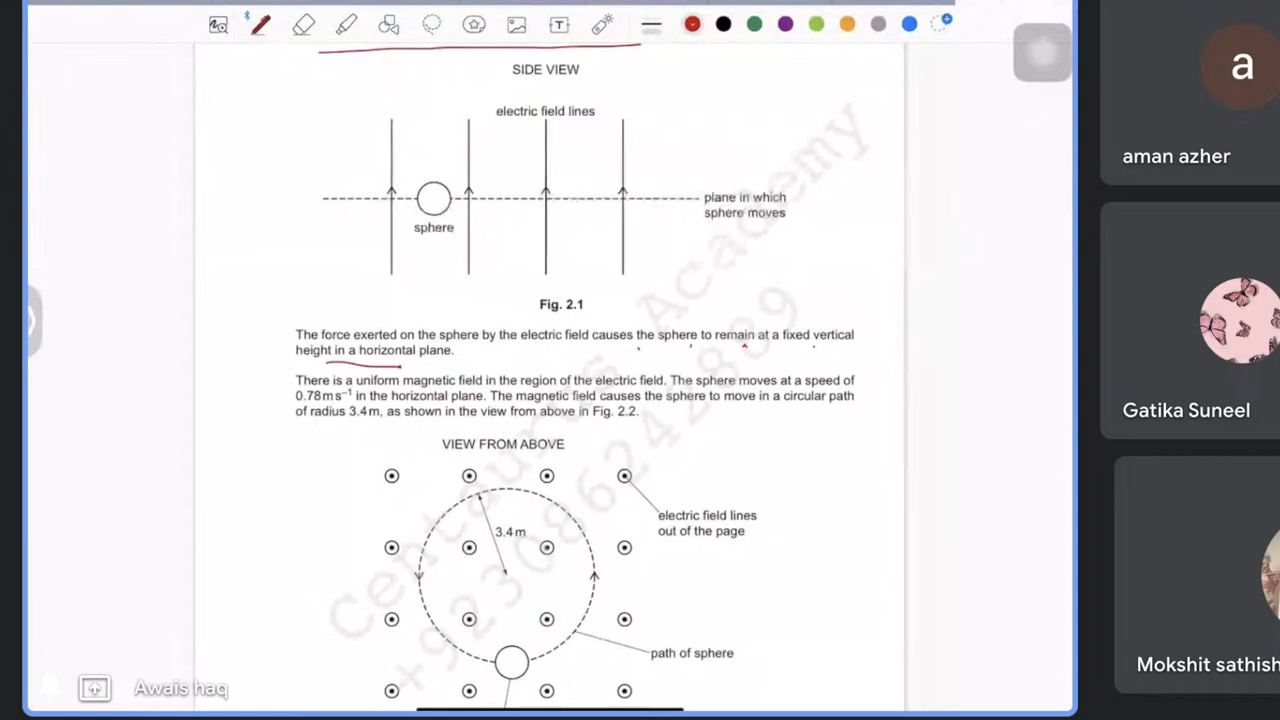 SIDE VIEW
electric field lines
plane in which
sphere moves
sphere
Fig. 2.1
The force exerted on the sphere by the electric field causes the sphere to remain at a fixed vertical
height in a horizontal plane.
There is a uniform magnetic field in the region of the electric field. The sphere moves at a speed of
0.78 m s⁻¹ in the horizontal plane. The magnetic field causes the sphere to move in a circular path
of radius 3.4 m, as shown in the view from above in Fig. 2.2.
VIEW FROM ABOVE
electric field lines
out of the page
3.4 m
path of sphere
Centaurus Academy
+923086242889
Awais haq
a
aman azher
Gatika Suneel
Mokshit sathish
T